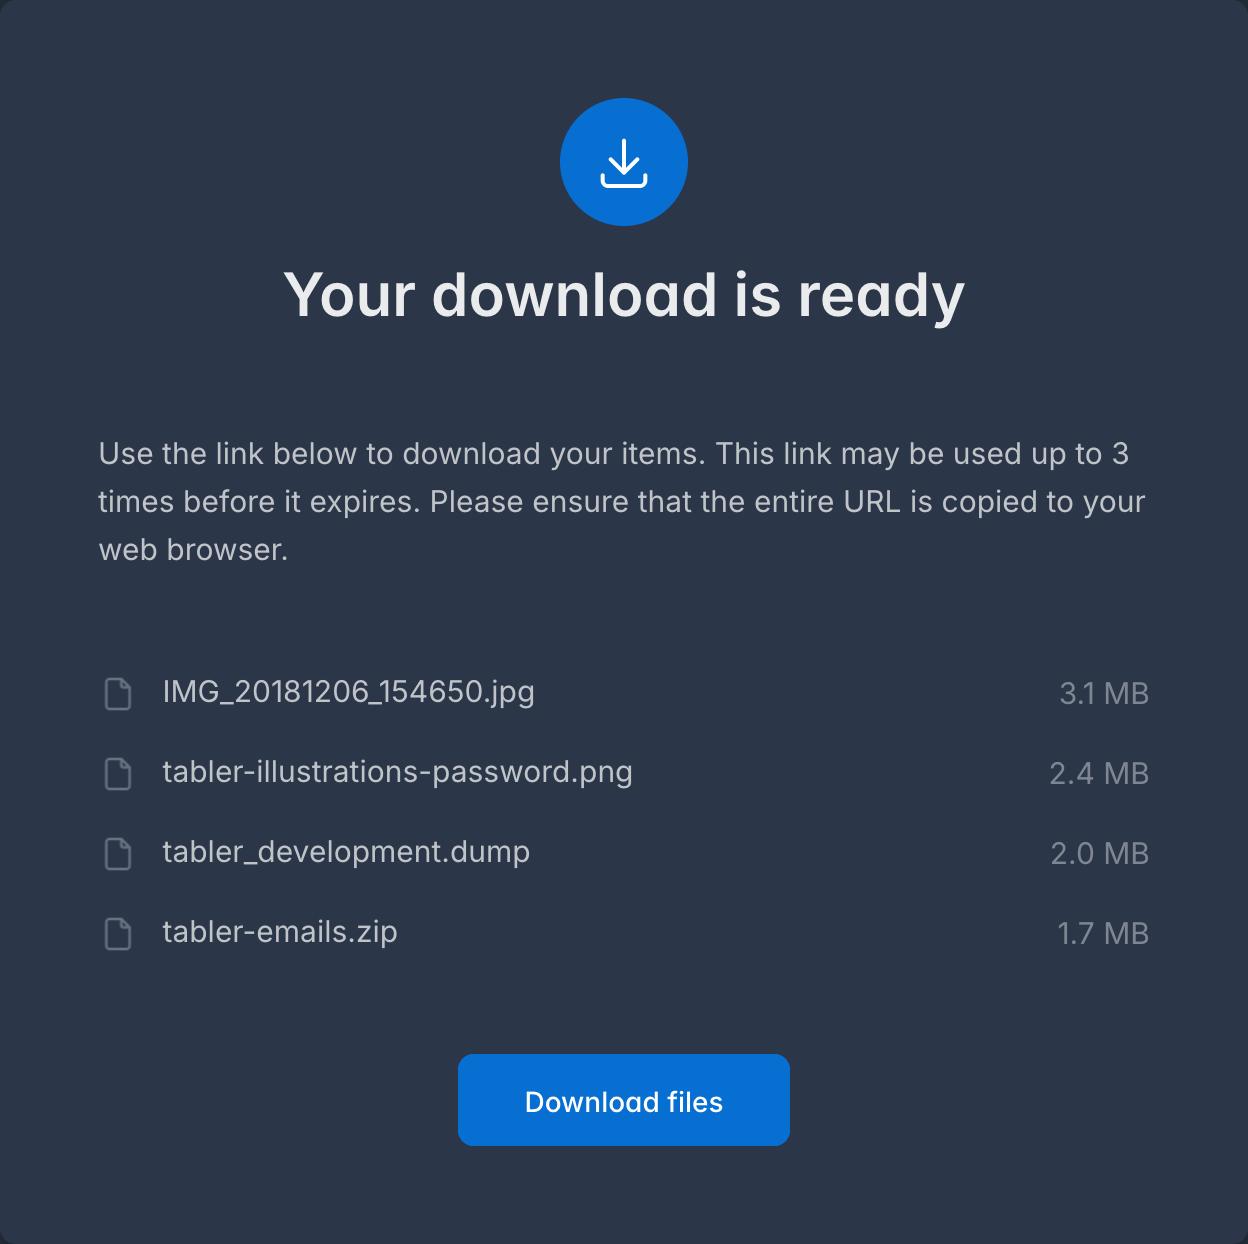 Your download is ready
Use the link below to download your items. This link may be used up to 3
times before it expires. Please ensure that the entire URL is copied to your
web browser.
IMG_20181206_154650.jpg 3.1 MB
tabler-illustrations-password.png 2.4 MB
tabler_development.dump 2.0 MB
tabler-emails.zip 1.7 MB
Download files